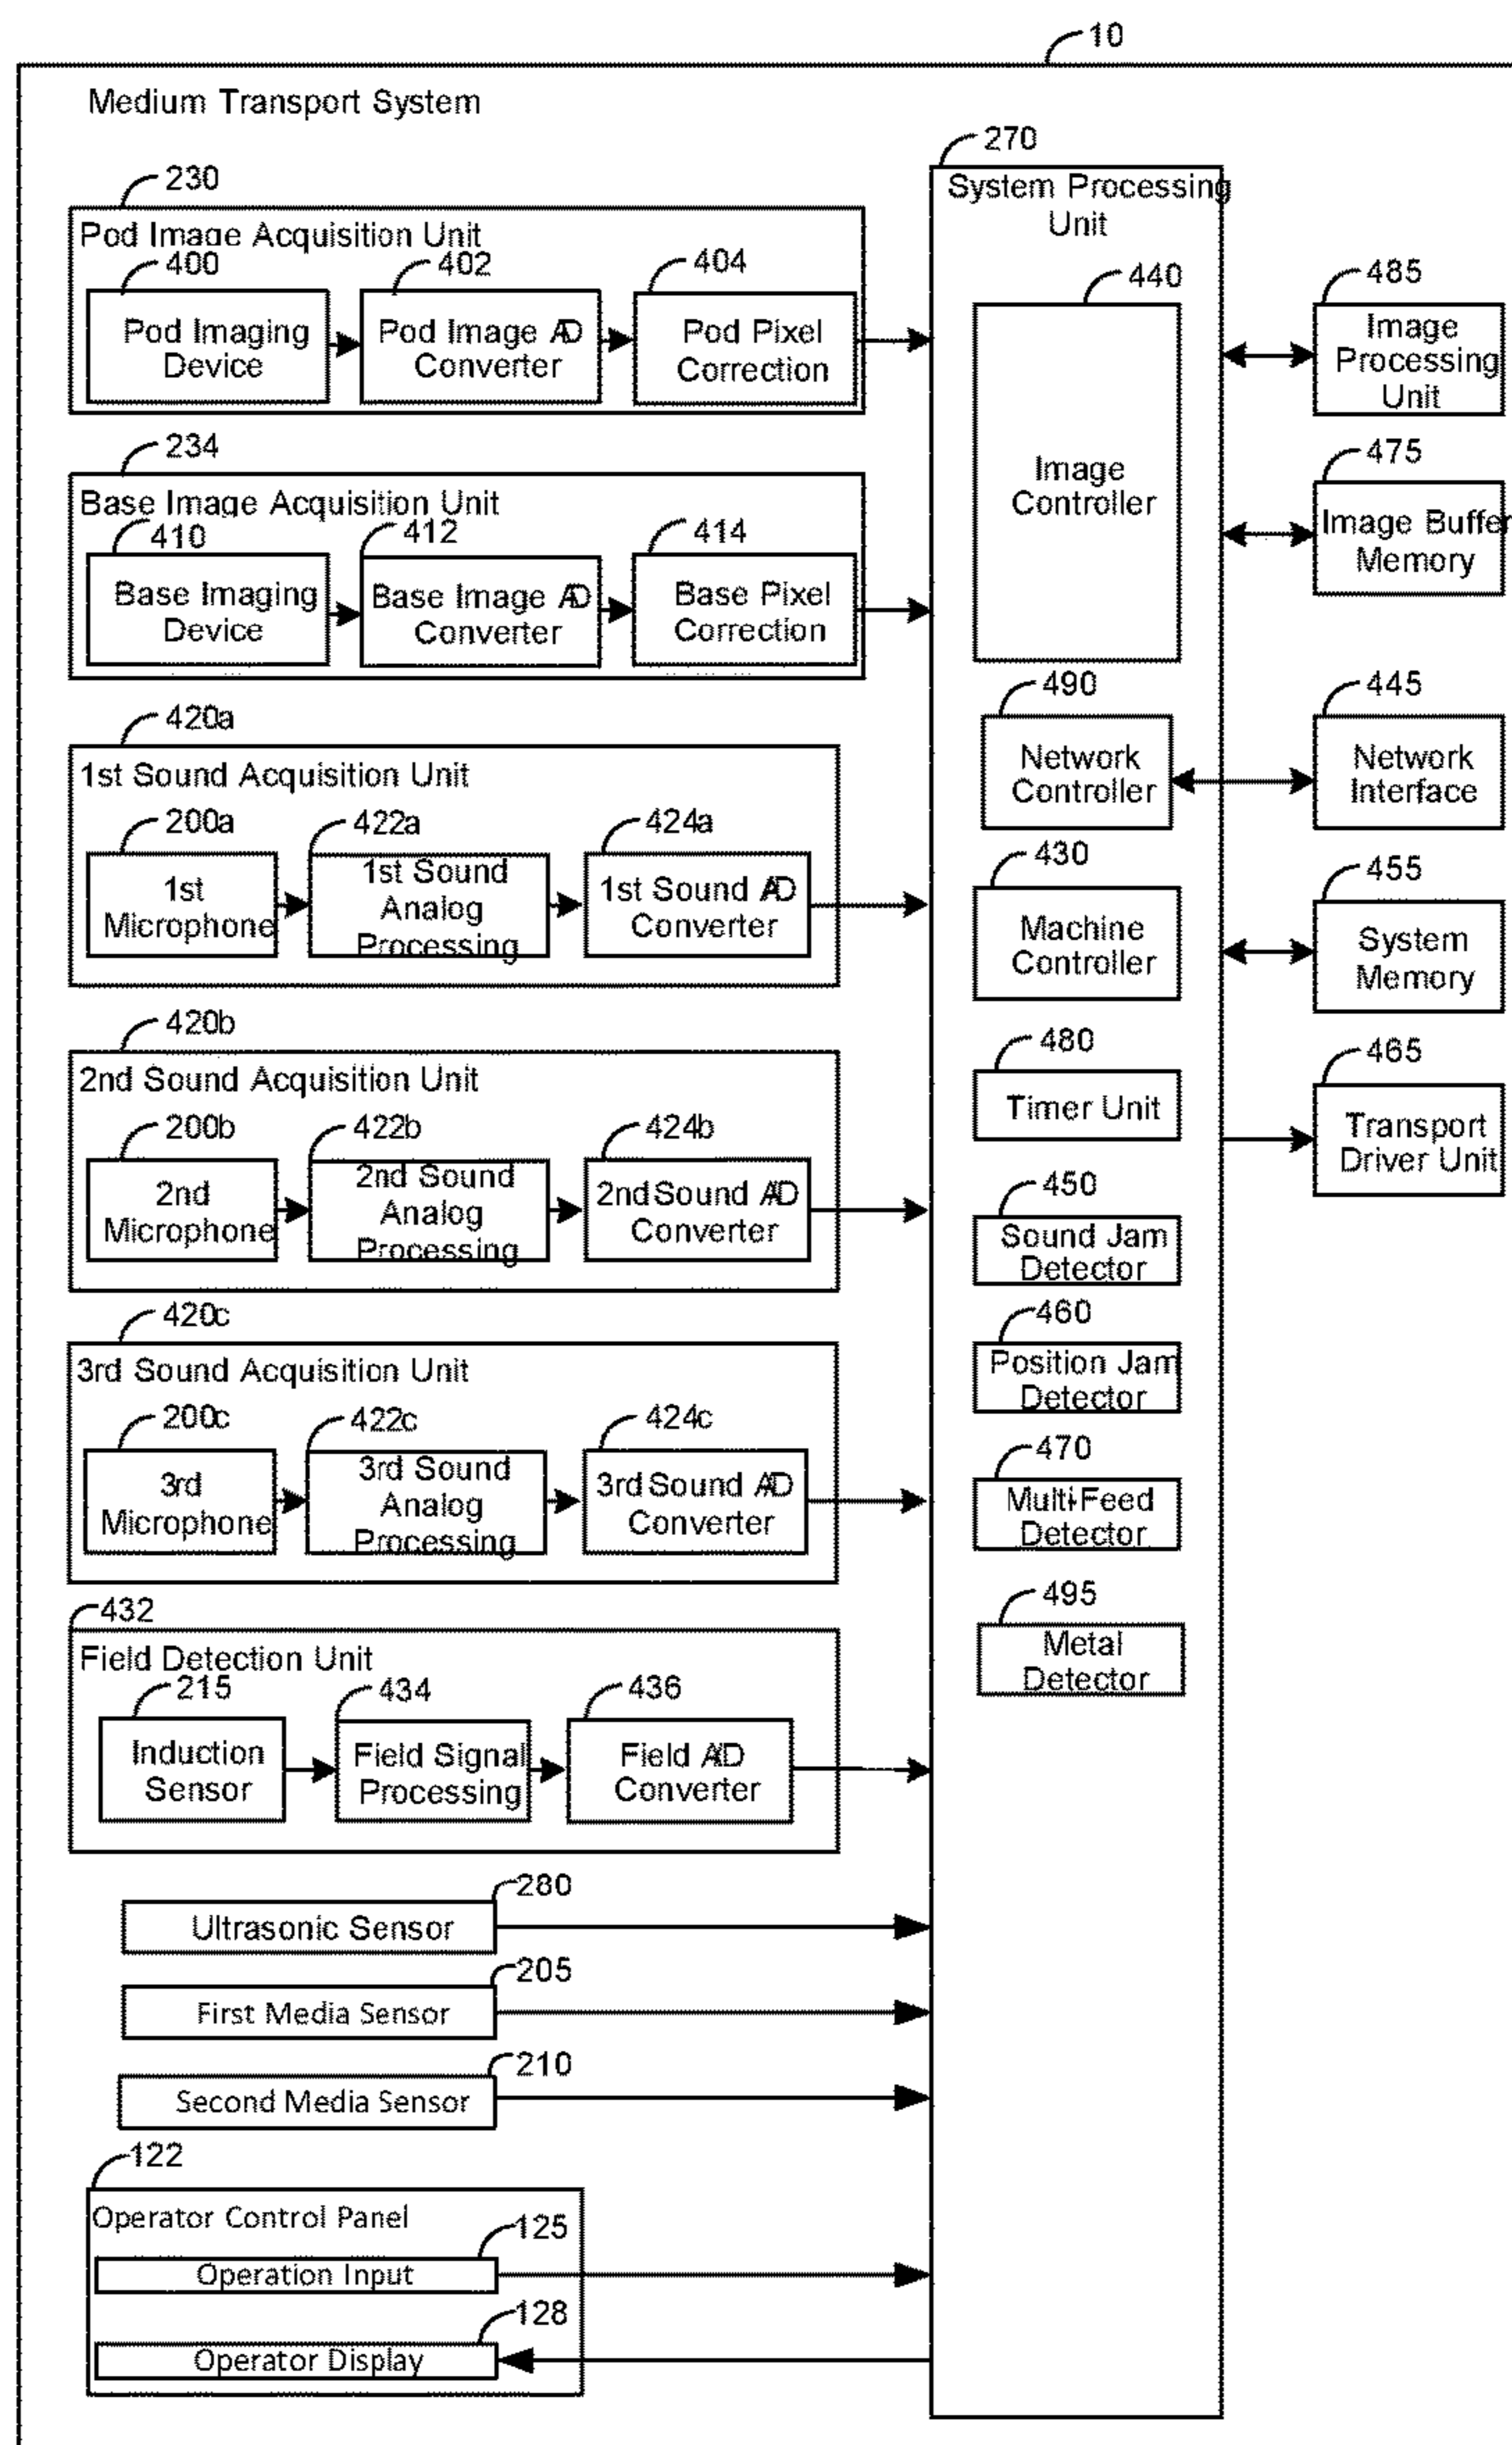 10
Medium Transport System
230
Pod Image Acquisition Unit
400
402
404
Pod Imaging
Device
Pod Image A/D
Converter
Pod Pixel
Correction
234
Base Image Acquisition Unit
410
412
414
Base Imaging
Device
Base Image A/D
Converter
Base Pixel
Correction
420a
1st Sound Acquisition Unit
200a
422a
424a
1st
Microphone
1st Sound
Analog
Processing
1st Sound A/D
Converter
420b
2nd Sound Acquisition Unit
200b
422b
424b
2nd
Microphone
2nd Sound
Analog
Processing
2nd Sound A/D
Converter
420c
3rd Sound Acquisition Unit
200c
422c
424c
3rd
Microphone
3rd Sound
Analog
Processing
3rd Sound A/D
Converter
432
Field Detection Unit
215
434
436
Induction
Sensor
Field Signal
Processing
Field A/D
Converter
280
Ultrasonic Sensor
205
First Media Sensor
210
Second Media Sensor
122
Operator Control Panel
125
Operation Input
128
Operator Display
270
System Processing
Unit
440
Image
Controller
490
Network
Controller
430
Machine
Controller
480
Timer Unit
450
Sound Jam
Detector
460
Position Jam
Detector
470
Multi-Feed
Detector
495
Metal
Detector
485
Image
Processing
Unit
475
Image Buffer
Memory
445
Network
Interface
455
System
Memory
465
Transport
Driver Unit